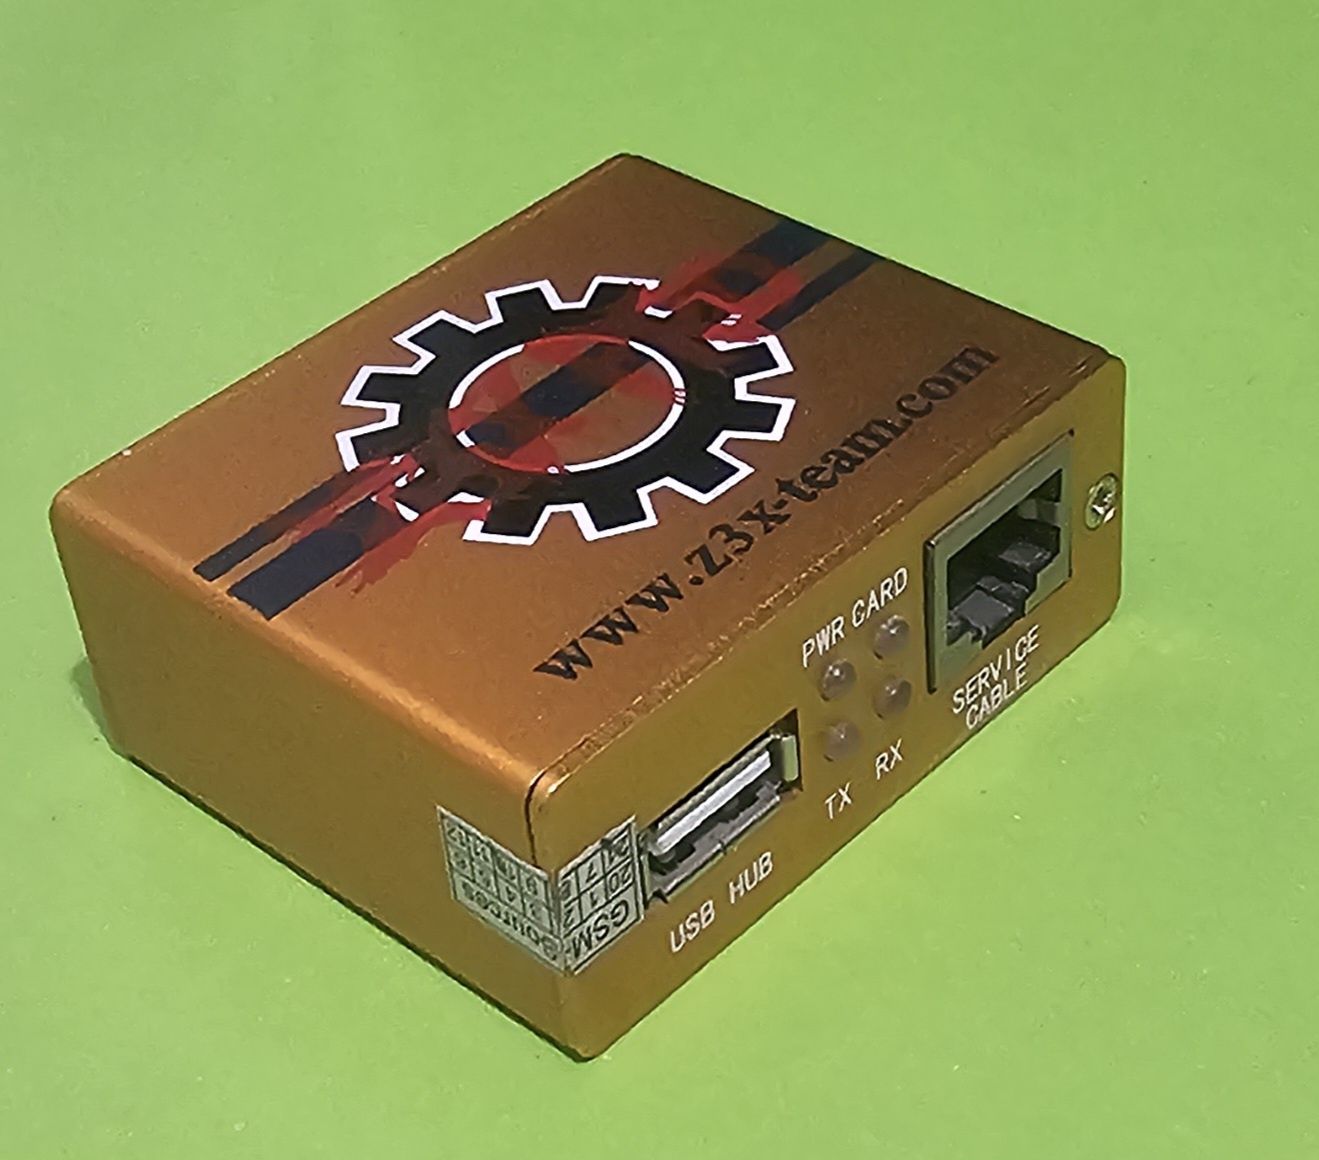 www.z3x-team.com
PWR CARD
SERVICE
CABLE
TX RX
USB HUB
GSM-Sources